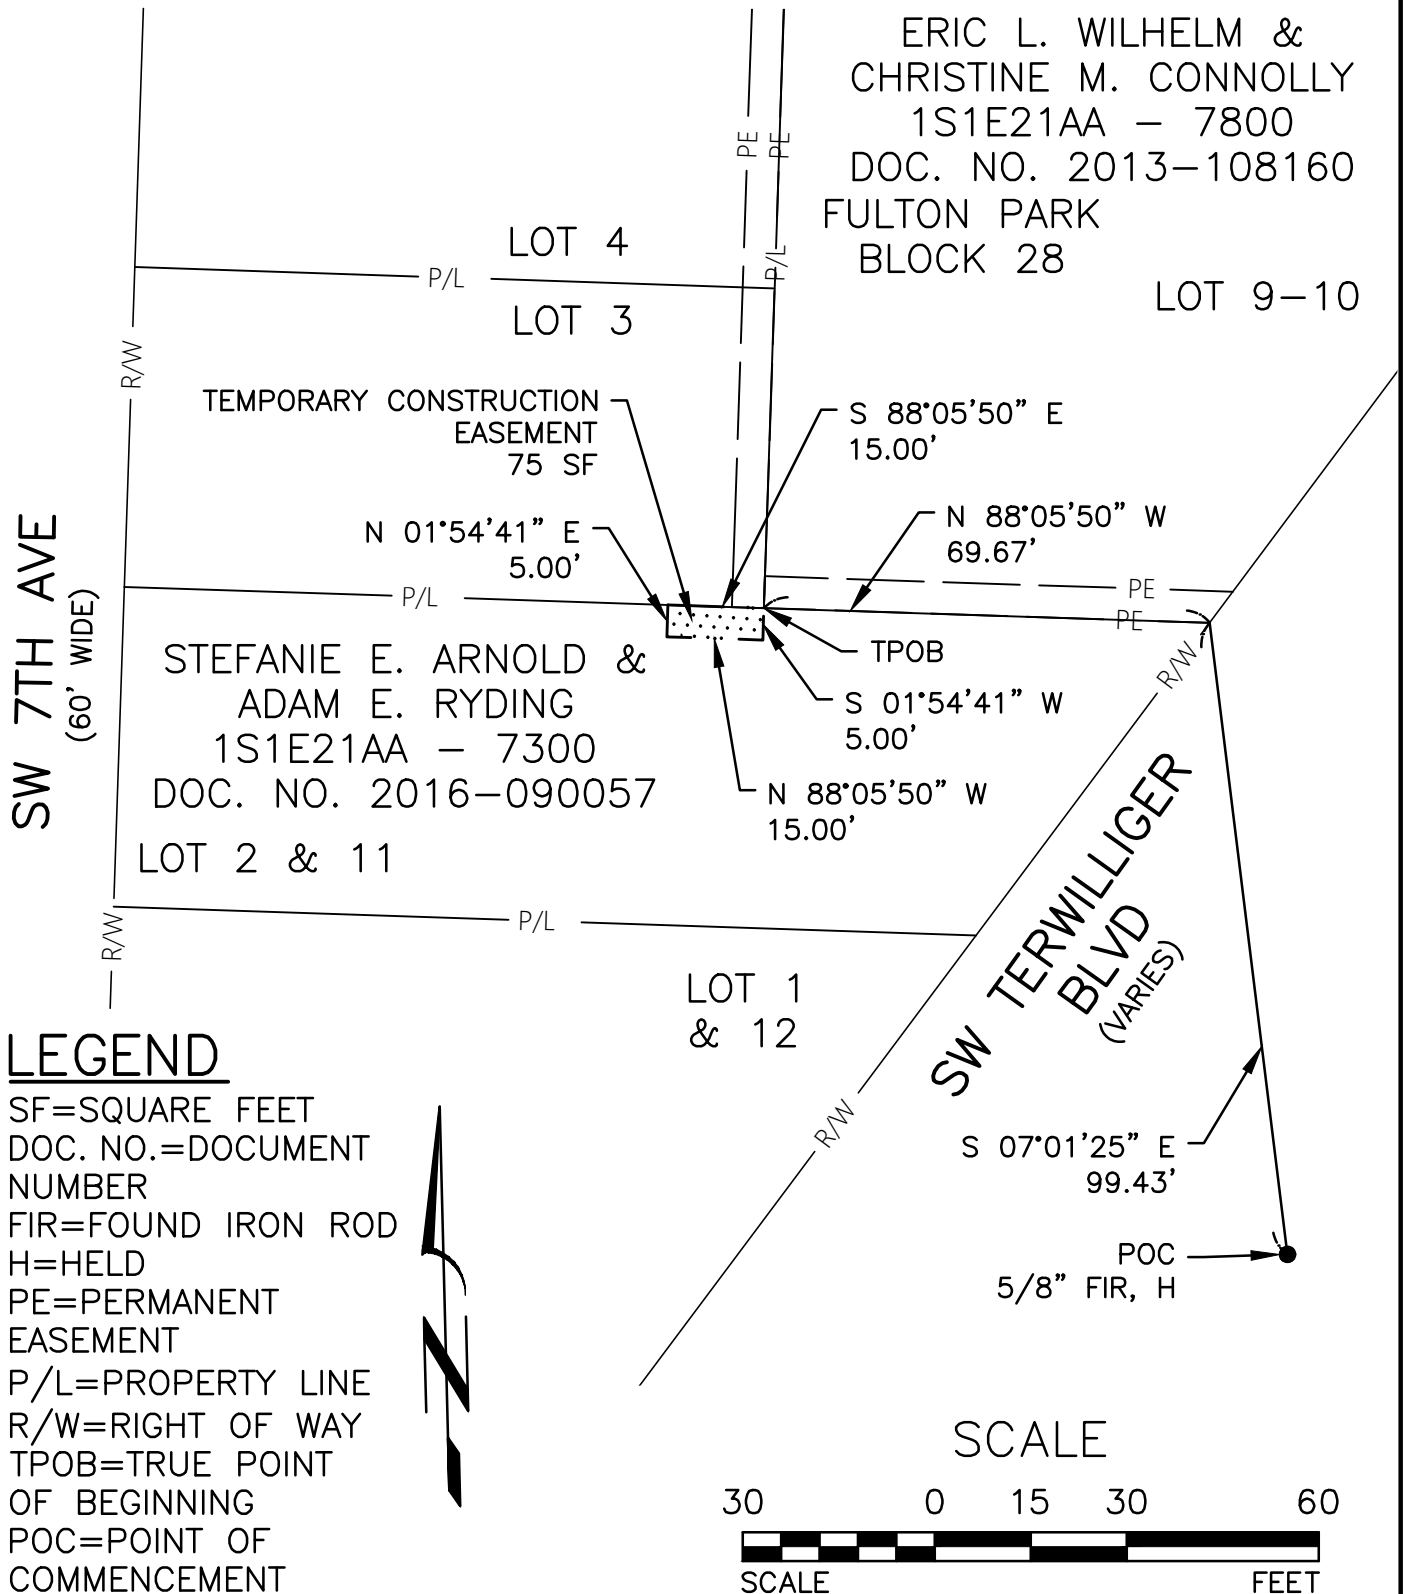 ERIC L. WILHELM &
CHRISTINE M. CONNOLLY
1S1E21AA - 7800
DOC. NO. 2013-108160
FULTON PARK
BLOCK 28
LOT 9-10
PE
PE
P/L
LOT 4
P/L
LOT 3
R/W
TEMPORARY CONSTRUCTION
EASEMENT
75 SF
S 88°05'50" E
15.00'
N 01°54'41" E
5.00'
N 88°05'50" W
69.67'
P/L
PE
PE
TPOB
SW 7TH AVE
(60' WIDE)
STEFANIE E. ARNOLD &
ADAM E. RYDING
1S1E21AA - 7300
DOC. NO. 2016-090057
LOT 2 & 11
S 01°54'41" W
5.00'
N 88°05'50" W
15.00'
R/W
R/W
P/L
SW TERWILLIGER
BLVD
(VARIES)
LOT 1
& 12
R/W
S 07°01'25" E
99.43'
POC
5/8" FIR, H
LEGEND
SF=SQUARE FEET
DOC. NO.=DOCUMENT
NUMBER
FIR=FOUND IRON ROD
H=HELD
PE=PERMANENT
EASEMENT
P/L=PROPERTY LINE
R/W=RIGHT OF WAY
TPOB=TRUE POINT
OF BEGINNING
POC=POINT OF
COMMENCEMENT
N
SCALE
30 0 15 30 60
SCALE FEET